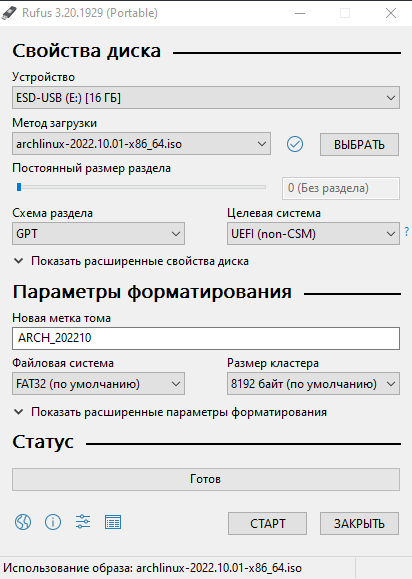 Rufus 3.20.1929 (Portable)
Свойства диска
Устройство
ESD-USB (E:) [16 ГБ]
Метод загрузки
archlinux-2022.10.01-x86_64.iso
ВЫБРАТЬ
Постоянный размер раздела
0 (Без раздела)
Схема раздела
Целевая система
GPT
UEFI (non-CSM)
?
Показать расширенные свойства диска
Параметры форматирования
Новая метка тома
ARCH_202210
Файловая система
Размер кластера
FAT32 (по умолчанию)
8192 байт (по умолчанию)
Показать расширенные параметры форматирования
Статус
Готов
СТАРТ
ЗАКРЫТЬ
Использование образа: archlinux-2022.10.01-x86_64.iso